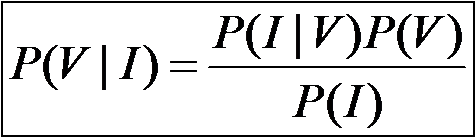 P(V | I) = P(I | V)P(V) / P(I)